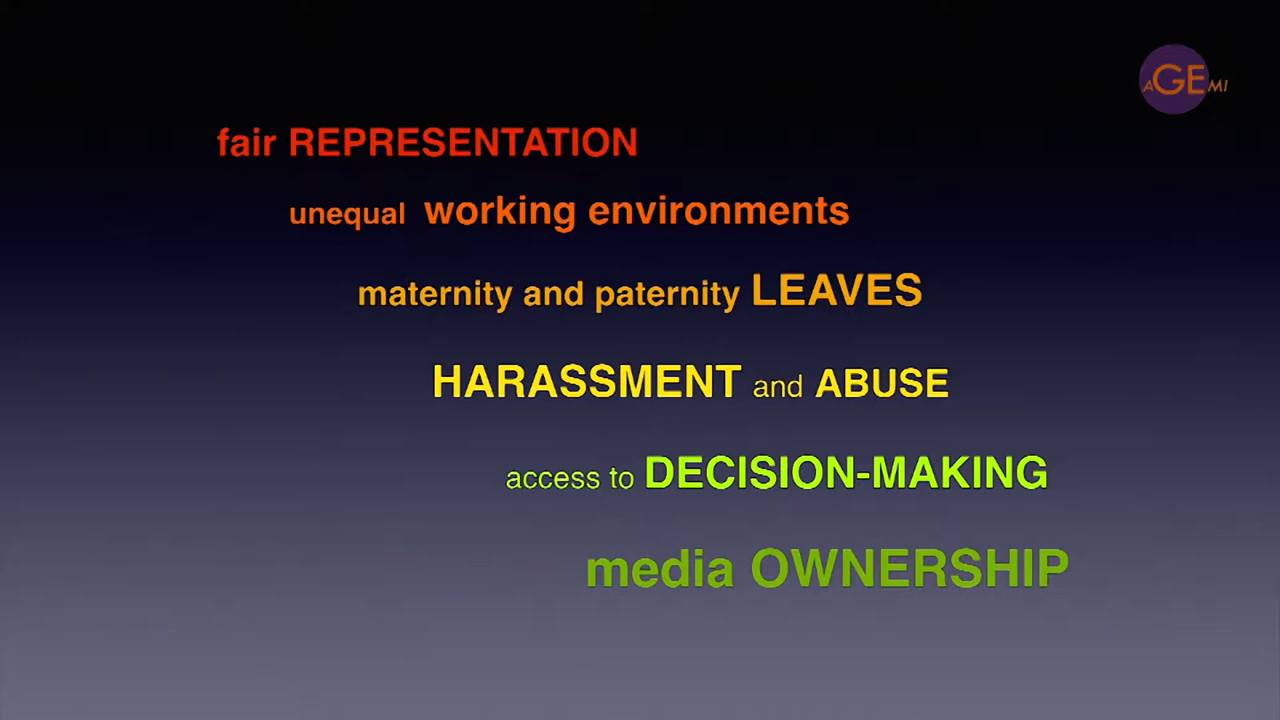 AGEMI
fair REPRESENTATION
unequal working environments
maternity and paternity LEAVES
HARASSMENT and ABUSE
access to DECISION-MAKING
media OWNERSHIP